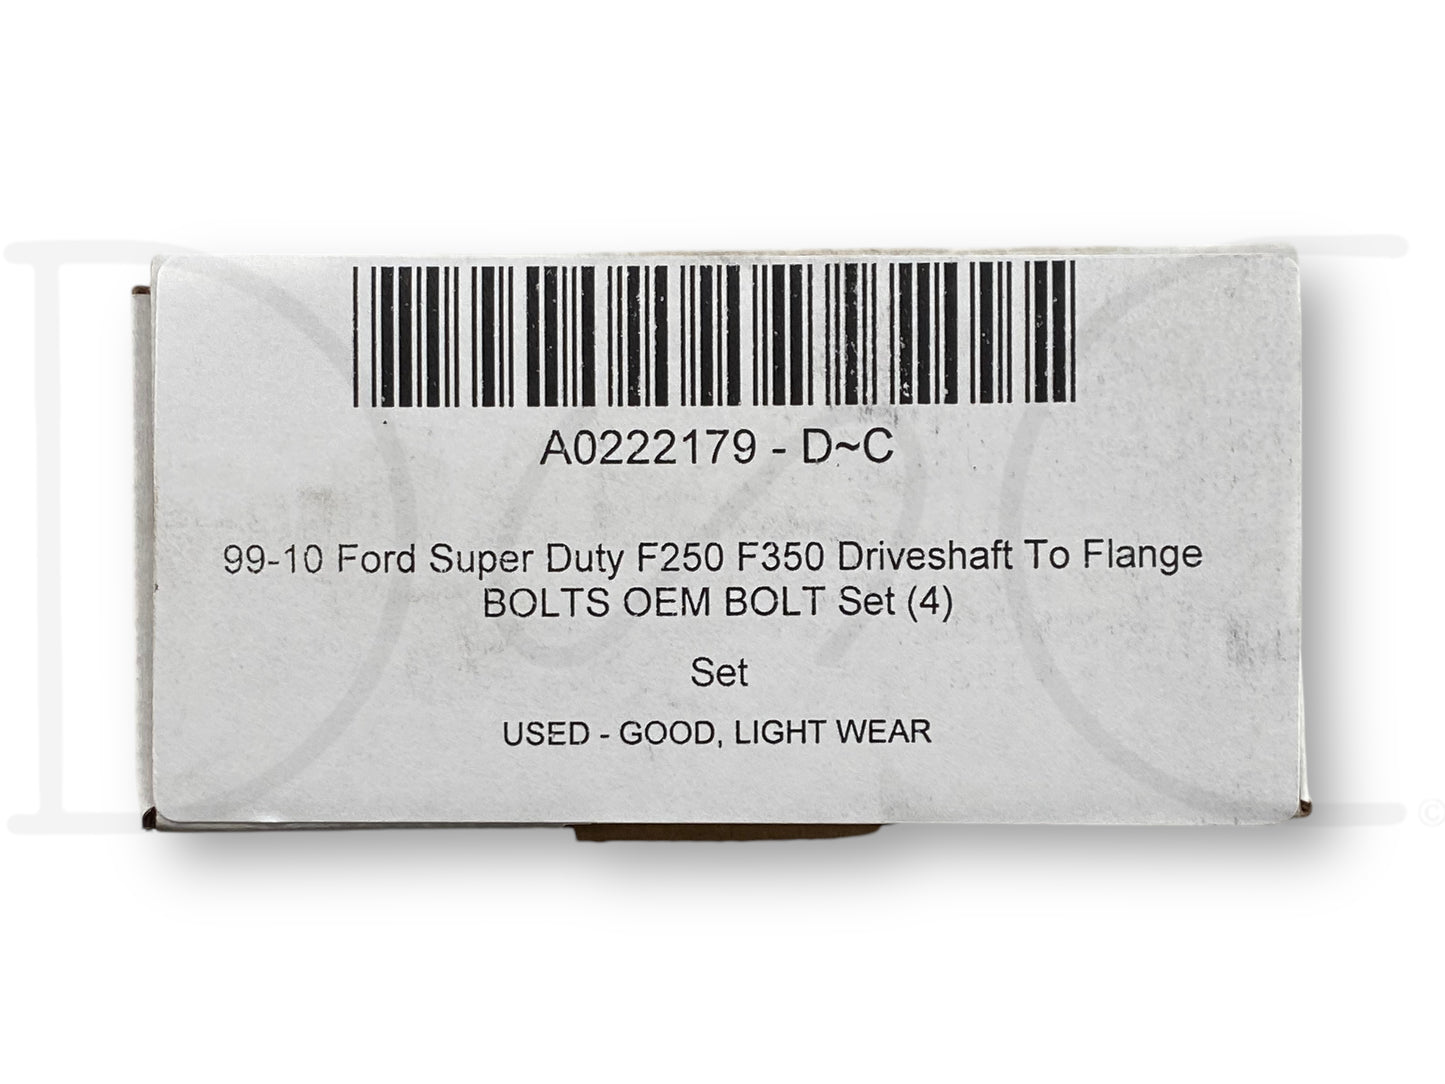 A0222179 - D~C
99-10 Ford Super Duty F250 F350 Driveshaft To Flange
BOLTS OEM BOLT Set (4)
Set
USED - GOOD, LIGHT WEAR
©